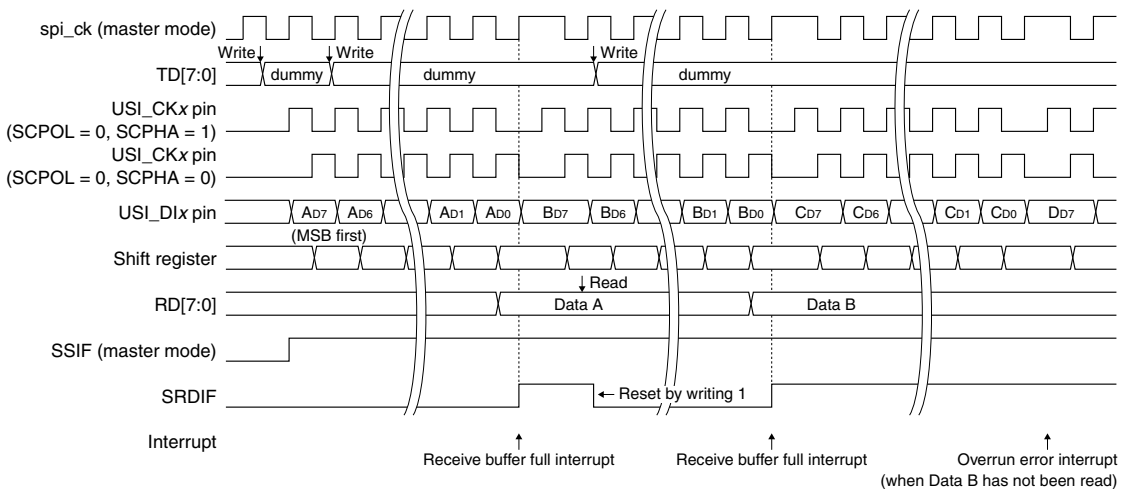 spi_ck (master mode)
Write Write Write
TD[7:0] dummy dummy dummy
USI_CKx pin
(SCPOL = 0, SCPHA = 1)
USI_CKx pin
(SCPOL = 0, SCPHA = 0)
USI_DIx pin AD7 AD6 AD1 AD0 BD7 BD6 BD1 BD0 CD7 CD6 CD1 CD0 DD7
(MSB first)
Shift register
Read
RD[7:0] Data A Data B
SSIF (master mode)
SRDIF Reset by writing 1
Interrupt
Receive buffer full interrupt Receive buffer full interrupt Overrun error interrupt
(when Data B has not been read)